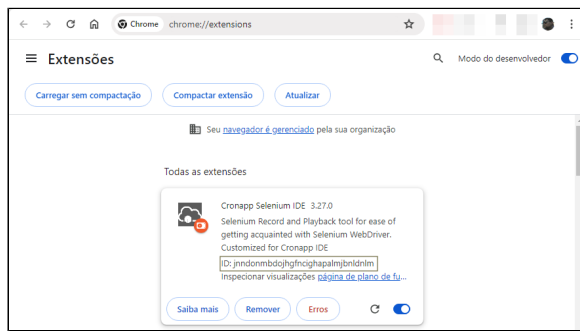 Chrome chrome://extensions
Extensões
Modo do desenvolvedor
Carregar sem compactação Compactar extensão Atualizar
Seu navegador é gerenciado pela sua organização
Todas as extensões
Cronapp Selenium IDE 3.27.0
Selenium Record and Playback tool for ease of
getting acquainted with Selenium WebDriver.
Customized for Cronapp IDE
ID: jnndonmbdojhgfncighapalmjbnldnlm
Inspecionar visualizações página de plano de fu...
Saiba mais Remover Erros